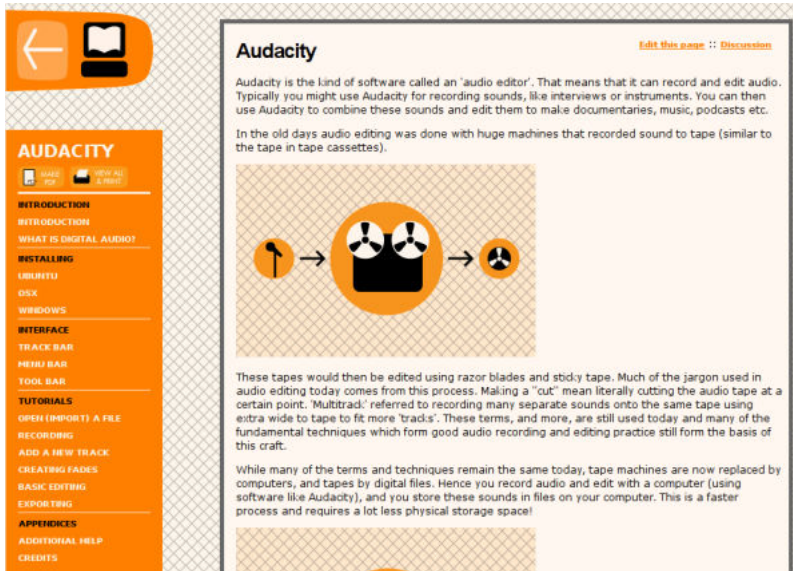 AUDACITY
MAKE
PDF
VIEW ALL
& PRINT
INTRODUCTION
INTRODUCTION
WHAT IS DIGITAL AUDIO?
INSTALLING
UBUNTU
OSX
WINDOWS
INTERFACE
TRACK BAR
MENU BAR
TOOL BAR
TUTORIALS
OPEN (IMPORT) A FILE
RECORDING
ADD A NEW TRACK
CREATING FADES
BASIC EDITING
EXPORTING
APPENDICES
ADDITIONAL HELP
CREDITS
Audacity
Edit this page :: Discussion
Audacity is the kind of software called an 'audio editor'. That means that it can record and edit audio.
Typically you might use Audacity for recording sounds, like interviews or instruments. You can then
use Audacity to combine these sounds and edit them to make documentaries, music, podcasts etc.
In the old days audio editing was done with huge machines that recorded sound to tape (similar to
the tape in tape cassettes).
These tapes would then be edited using razor blades and sticky tape. Much of the jargon used in
audio editing today comes from this process. Making a "cut" mean literally cutting the audio tape at a
certain point. 'Multitrack' referred to recording many separate sounds onto the same tape using
extra wide to tape to fit more 'tracks'. These terms, and more, are still used today and many of the
fundamental techniques which form good audio recording and editing practice still form the basis of
this craft.
While many of the terms and techniques remain the same today, tape machines are now replaced by
computers, and tapes by digital files. Hence you record audio and edit with a computer (using
software like Audacity), and you store these sounds in files on your computer. This is a faster
process and requires a lot less physical storage space!